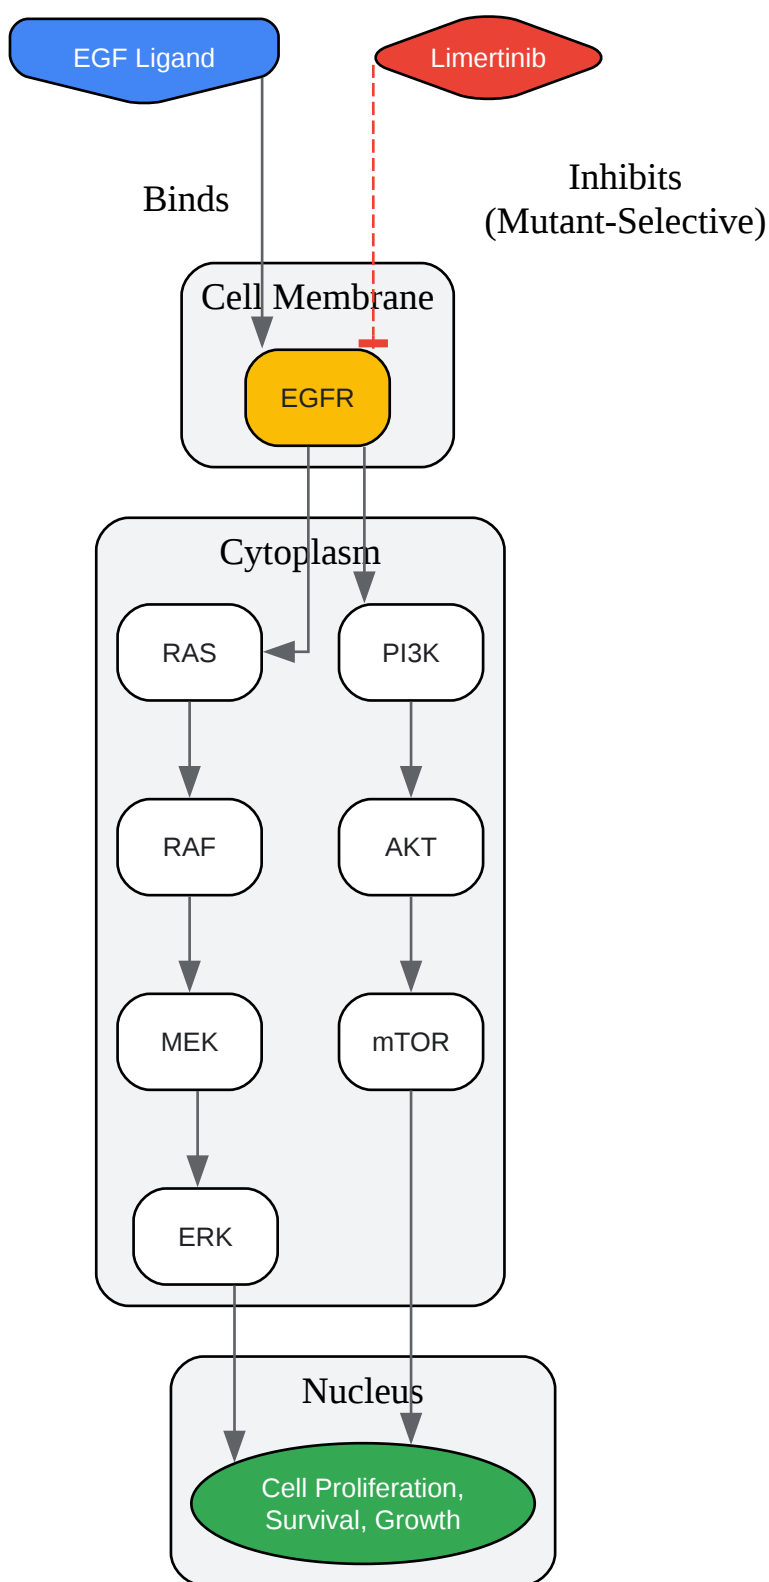 EGF Ligand
Limertinib
Binds
Inhibits
(Mutant-Selective)
Cell Membrane
EGFR
Cytoplasm
RAS
PI3K
RAF
AKT
MEK
mTOR
ERK
Nucleus
Cell Proliferation,
Survival, Growth